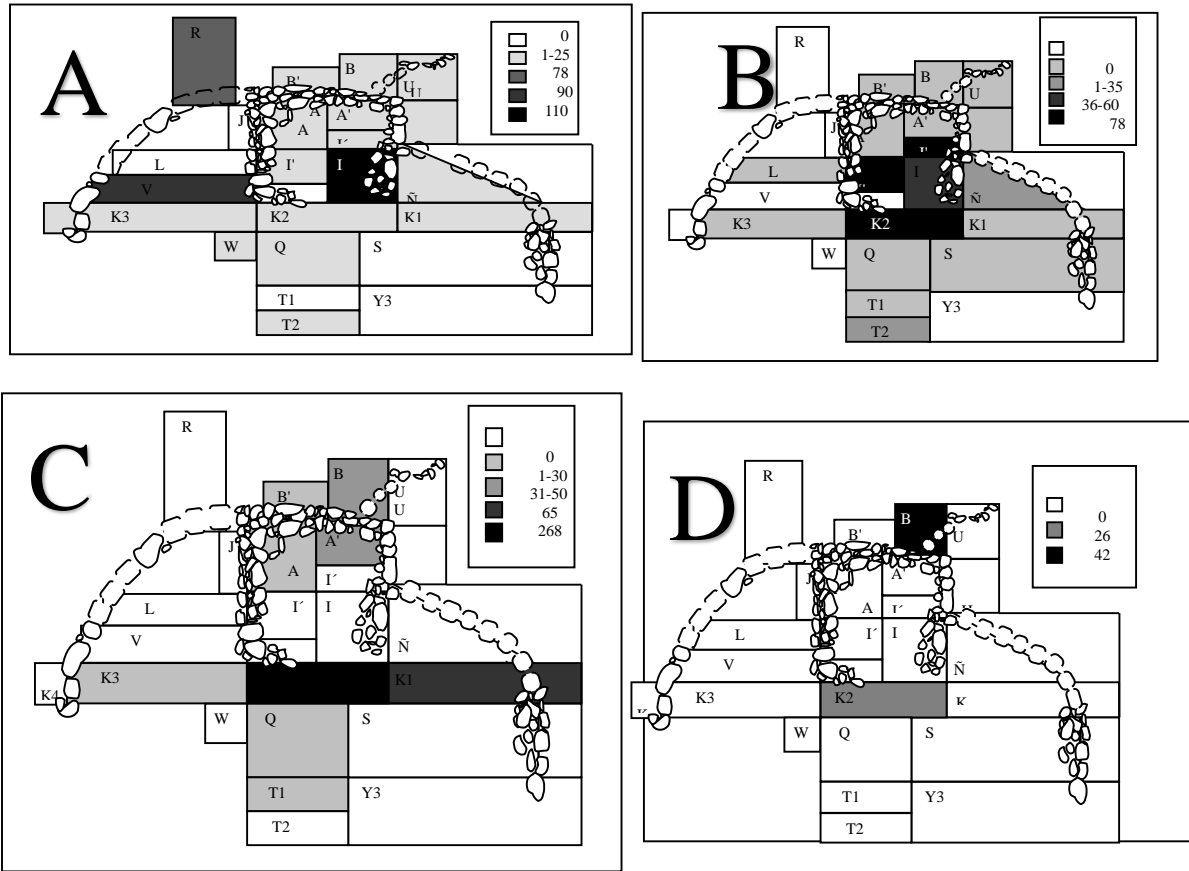 A
R
B
U
U
B'
A
A'
J
A
I´
L
I'
I
V
Ñ
K3
K2
K1
W
Q
S
T1
Y3
T2
0
1-25
78
90
110
B
R
B
U
B'
A'
J
I'
L
I
V
Ñ
K3
K2
K1
W
Q
S
T1
Y3
T2
0
1-35
36-60
78
C
R
B
U
U
B'
A'
J
A
I´
L
I´
I
V
Ñ
K4
K3
K1
W
Q
S
T1
Y3
T2
0
1-30
31-50
65
268
D
R
B
U
B'
A'
J
A
I´
L
I´
I
V
Ñ
K3
K2
K
W
Q
S
T1
Y3
T2
0
26
42